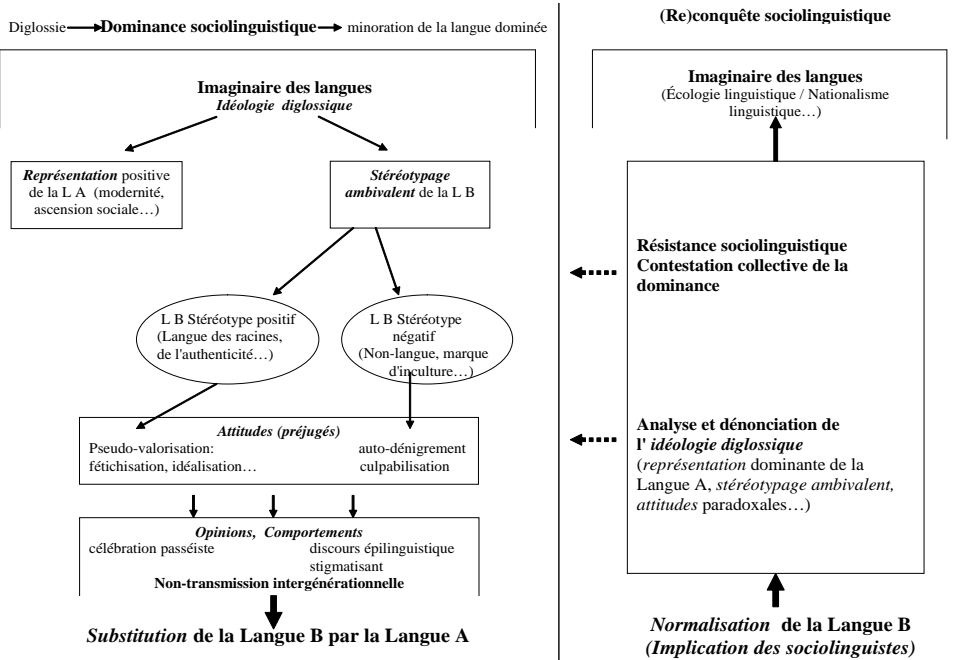 Diglossie Dominance sociolinguistique minoration de la langue dominée
Imaginaire des langues
Idéologie diglossique
Représentation positive
de la L A (modernité,
ascension sociale…)
Stéréotypage
ambivalent de la L B
L B Stéréotype positif
(Langue des racines,
de l'authenticité…)
L B Stéréotype
négatif
(Non-langue, marque
d'inculture…)
Attitudes (préjugés)
Pseudo-valorisation:
fétichisation, idéalisation…
auto-dénigrement
culpabilisation
Opinions, Comportements
célébration passéiste
discours épilinguistique
stigmatisant
Non-transmission intergénérationnelle
Substitution de la Langue B par la Langue A
(Re)conquête sociolinguistique
Imaginaire des langues
(Écologie linguistique / Nationalisme
linguistique…)
Résistance sociolinguistique
Contestation collective de la
dominance
Analyse et dénonciation de
l' idéologie diglossique
(représentation dominante de la
Langue A, stéréotypage ambivalent,
attitudes paradoxales…)
Normalisation de la Langue B
(Implication des sociolinguistes)